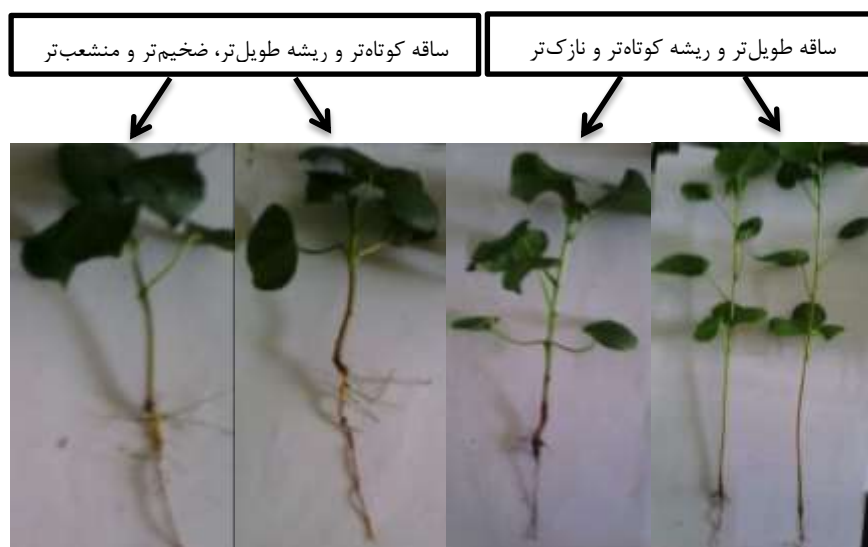 ساقه طویل‌تر و ریشه کوتاه‌تر و نازک‌تر
ساقه کوتاه‌تر و ریشه طویل‌تر، ضخیم‌تر و منشعب‌تر